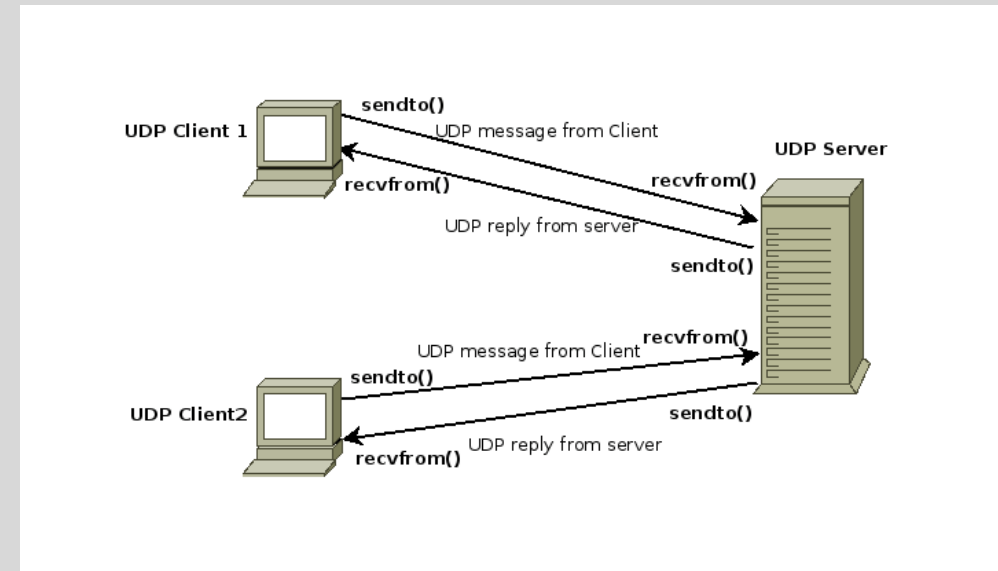 sendto()
UDP Client 1
UDP message from Client
UDP Server
recvfrom()
recvfrom()
UDP reply from server
sendto()
recvfrom()
UDP message from Client
sendto()
UDP Client2
sendto()
UDP reply from server
recvfrom()